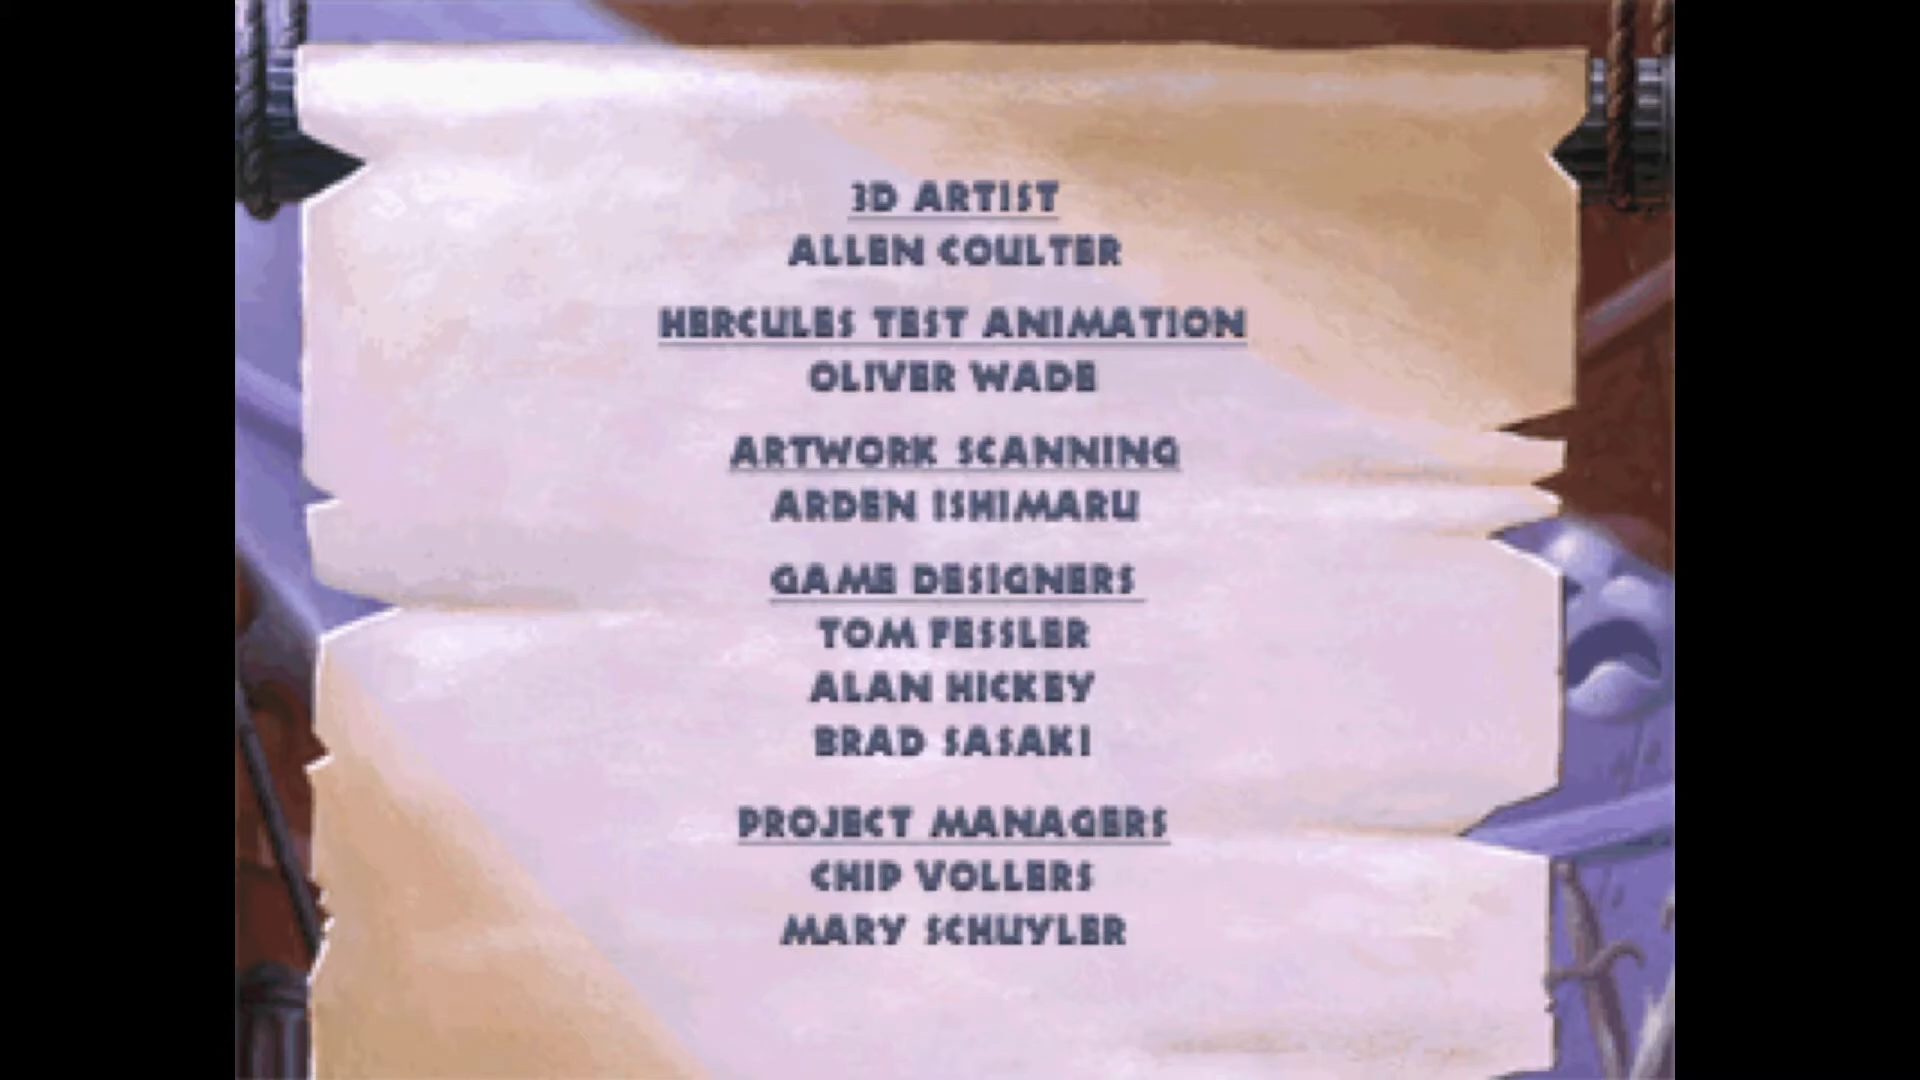 3D ARTIST
ALLEN COULTER
HERCULES TEST ANIMATION
OLIVER WADE
ARTWORK SCANNING
ARDEN ISHIMARU
GAME DESIGNERS
TOM FESSLER
ALAN HICKEY
BRAD SASAKI
PROJECT MANAGERS
CHIP VOLLERS
MARY SCHUYLER